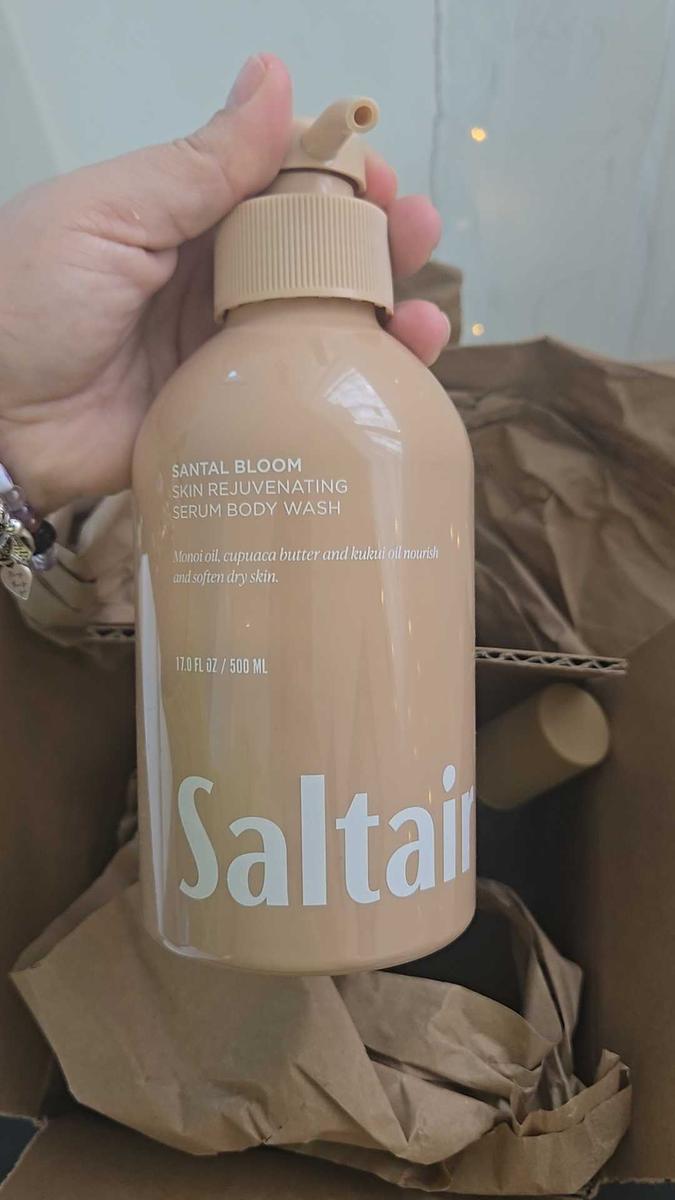 SANTAL BLOOM
SKIN REJUVENATING
SERUM BODY WASH
Monoi oil, cupuaca butter and kukui oil nourish
and soften dry skin.
17.0 FL OZ / 500 ML
Saltair